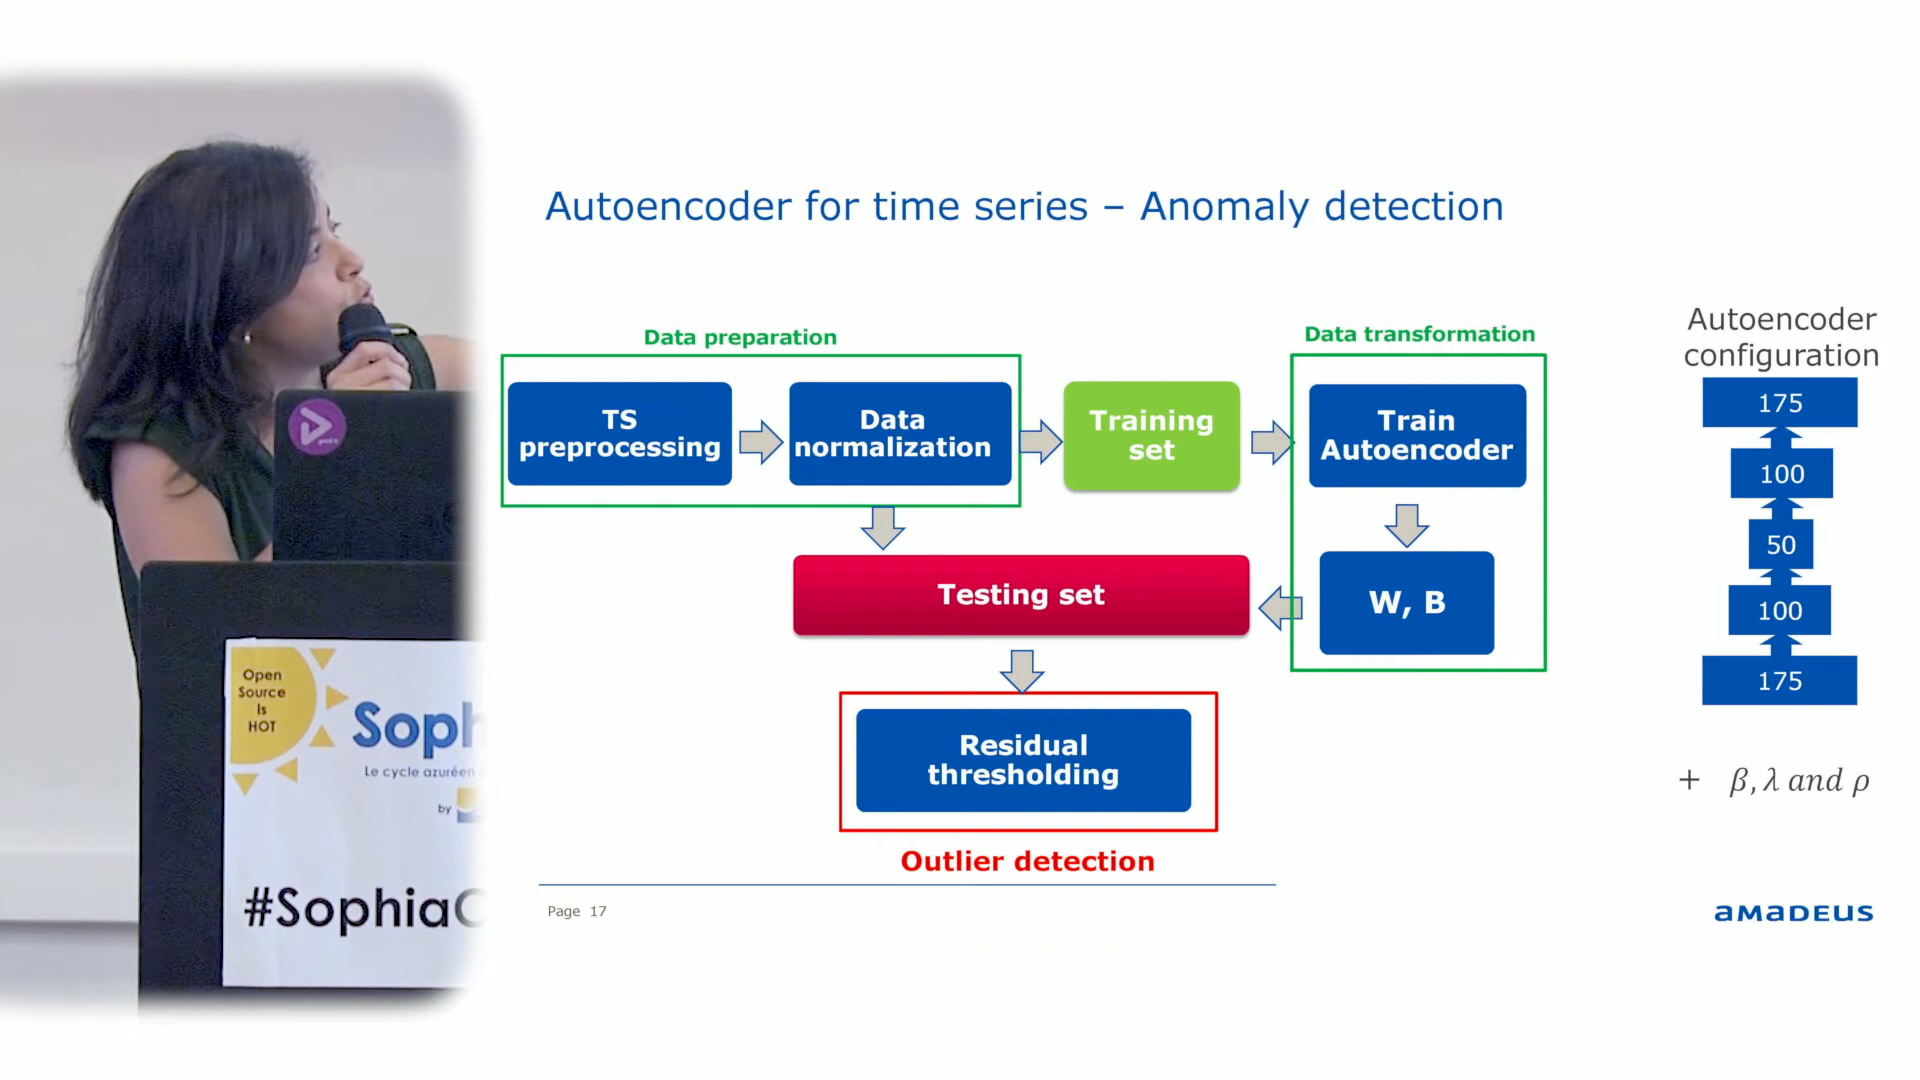 Autoencoder for time series – Anomaly detection
Data preparation
Data transformation
TS
preprocessing
Data
normalization
Training
set
Train
Autoencoder
Testing set
W, B
Residual
thresholding
Outlier detection
Page 17
Autoencoder
configuration
175
100
50
100
175
+ β, λ and ρ
amaDEUS
Open
Source
Is
HOT
Soph
Le cycle azuréen
by
#SophiaC